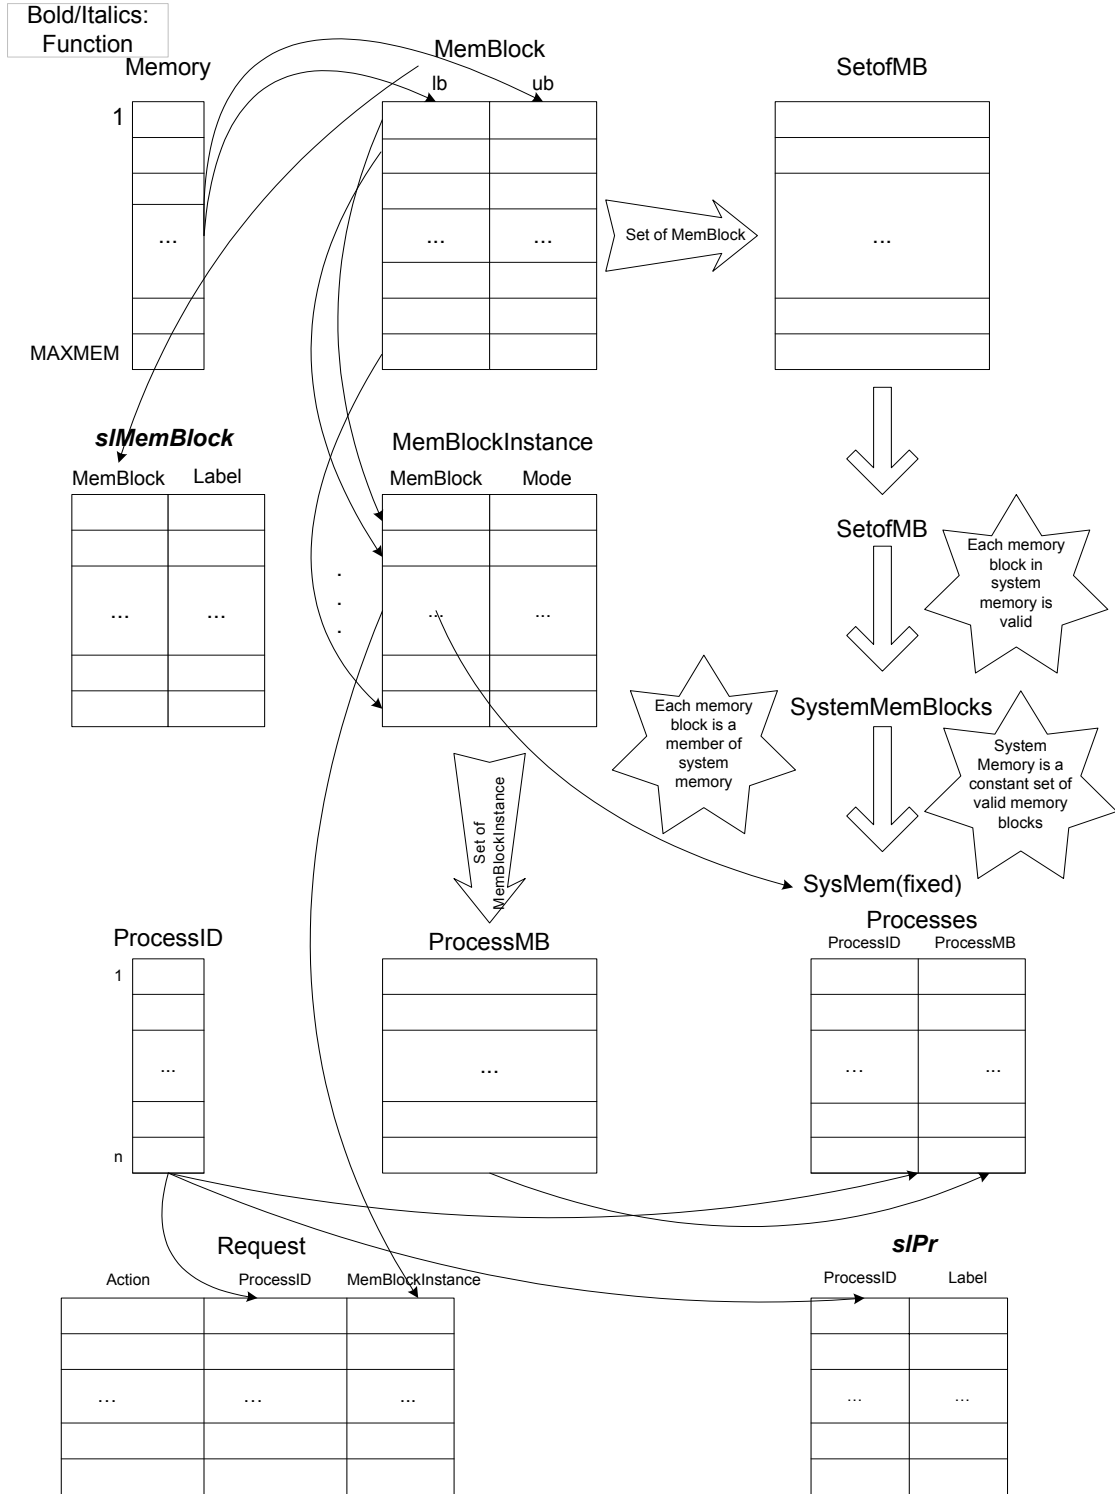 Bold/Italics:
Function
Memory
MemBlock
SetofMB
lb
ub
1
...
...
...
Set of MemBlock
...
MAXMEM
slMemBlock
MemBlockInstance
MemBlock
Label
MemBlock
Mode
SetofMB
Each memory
block in
system
memory is
valid
...
...
.
.
.
...
...
SystemMemBlocks
Each memory
block is a
member of
system
memory
System
Memory is a
constant set of
valid memory
blocks
Set of
MemBlockInstance
SysMem(fixed)
Processes
ProcessID
ProcessMB
ProcessID
ProcessMB
1
...
...
...
...
n
Request
slPr
Action
ProcessID
MemBlockInstance
ProcessID
Label
...
...
...
...
...